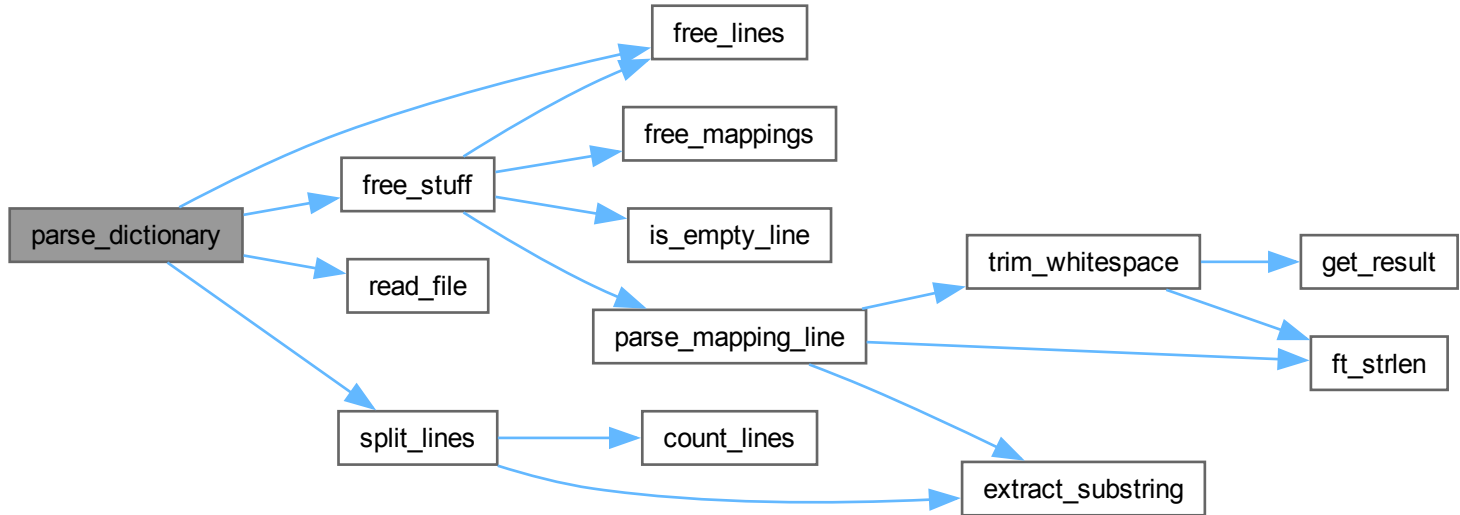 free_lines
free_mappings
free_stuff
parse_dictionary
is_empty_line
trim_whitespace
get_result
read_file
parse_mapping_line
ft_strlen
split_lines
count_lines
extract_substring